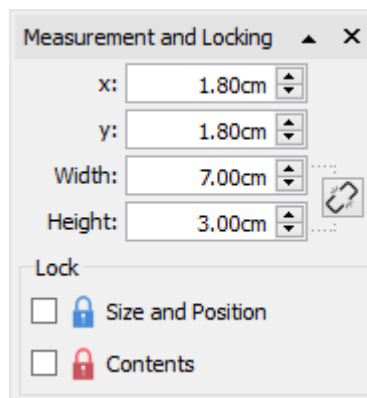 Measurement and Locking
x: 1.80cm
y: 1.80cm
Width: 7.00cm
Height: 3.00cm
Lock
Size and Position
Contents